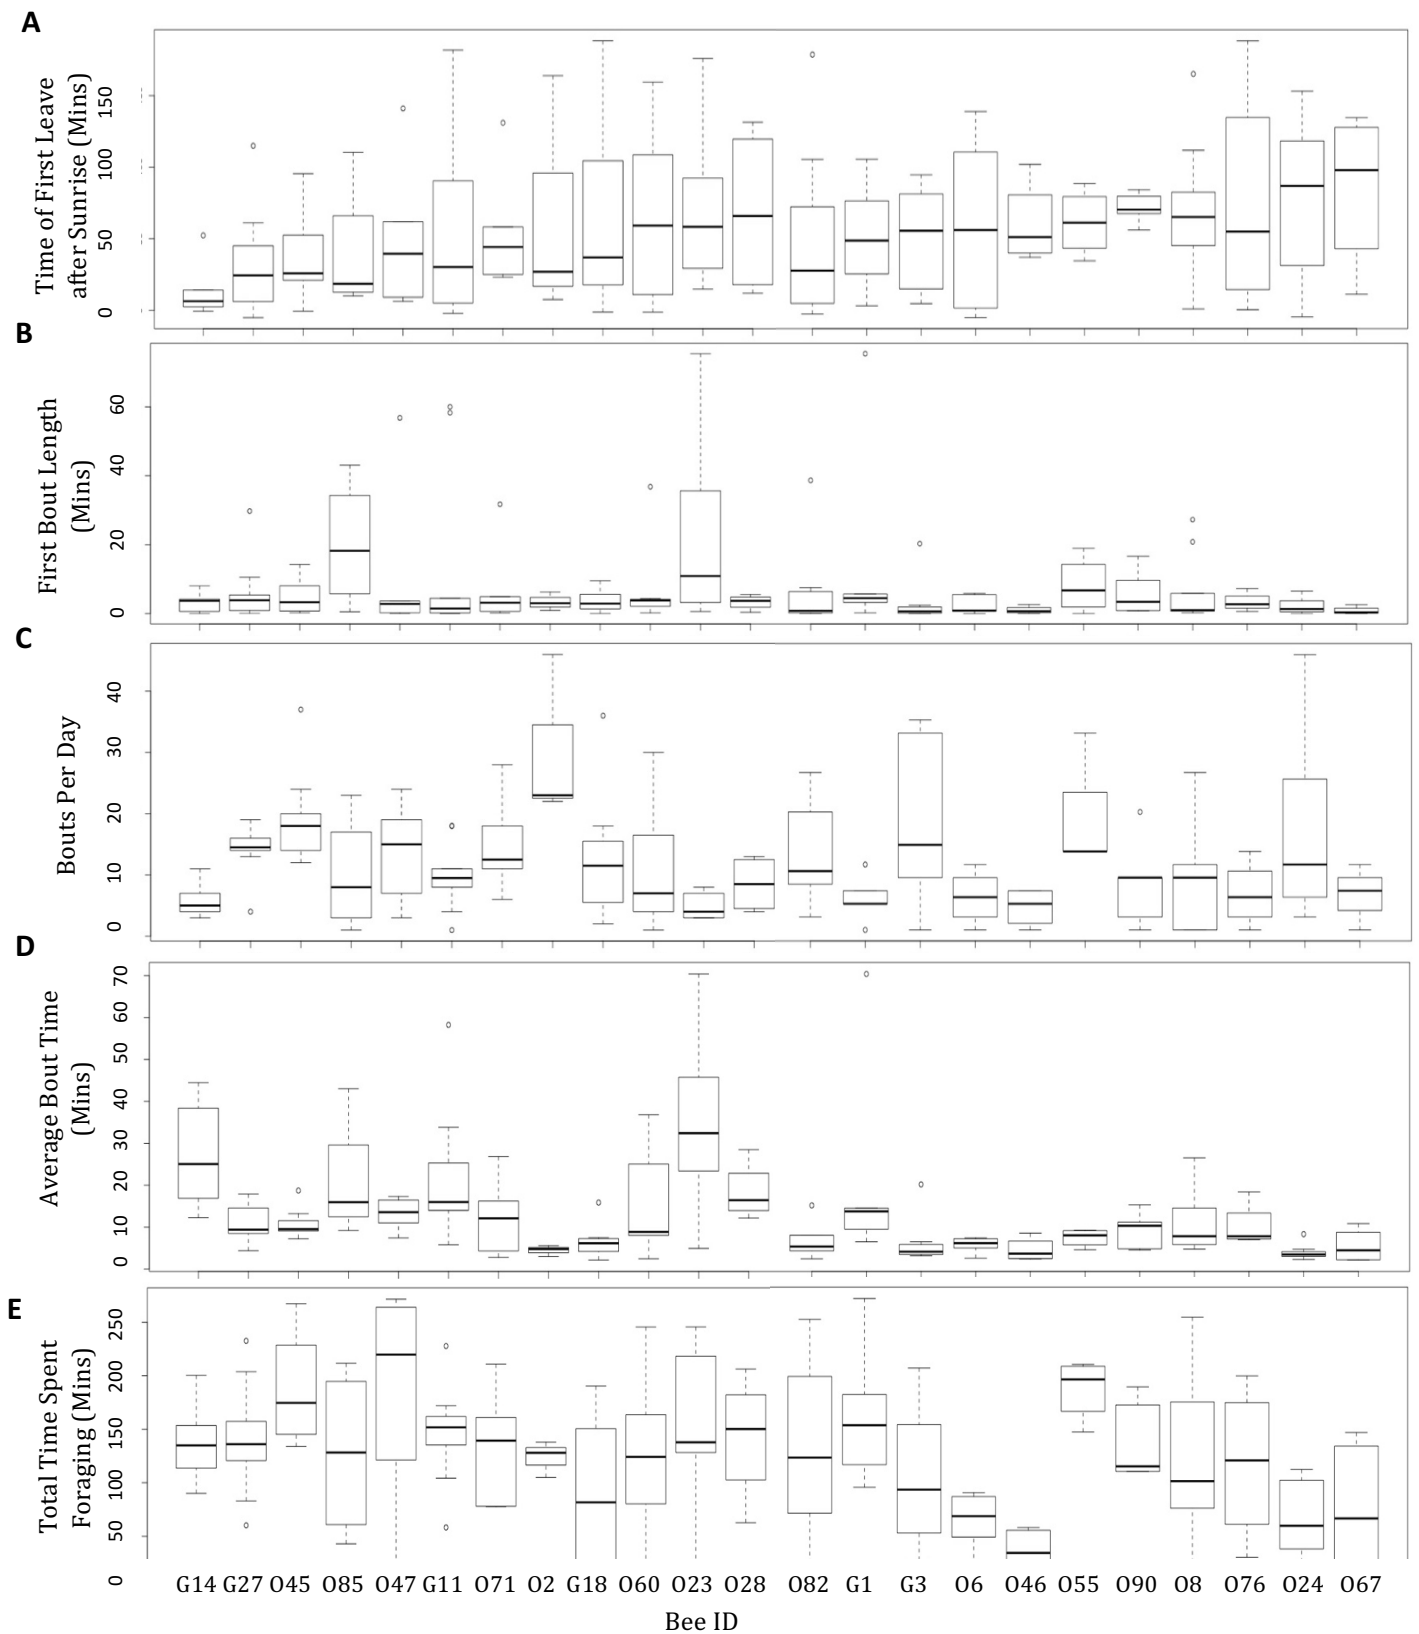 A
Time of First Leave
after Sunrise (Mins)
150
100
50
0
B
First Bout Length
(Mins)
60
40
20
0
C
Bouts Per Day
40
30
20
10
0
D
Average Bout Time
(Mins)
70
60
50
40
30
20
10
0
E
Total Time Spent
Foraging (Mins)
250
200
150
100
50
0
G14 G27 O45 O85 O47 G11 O71 O2 G18 O60 O23 O28 O82 G1 G3 O6 O46 O55 O90 O8 O76 O24 O67
Bee ID